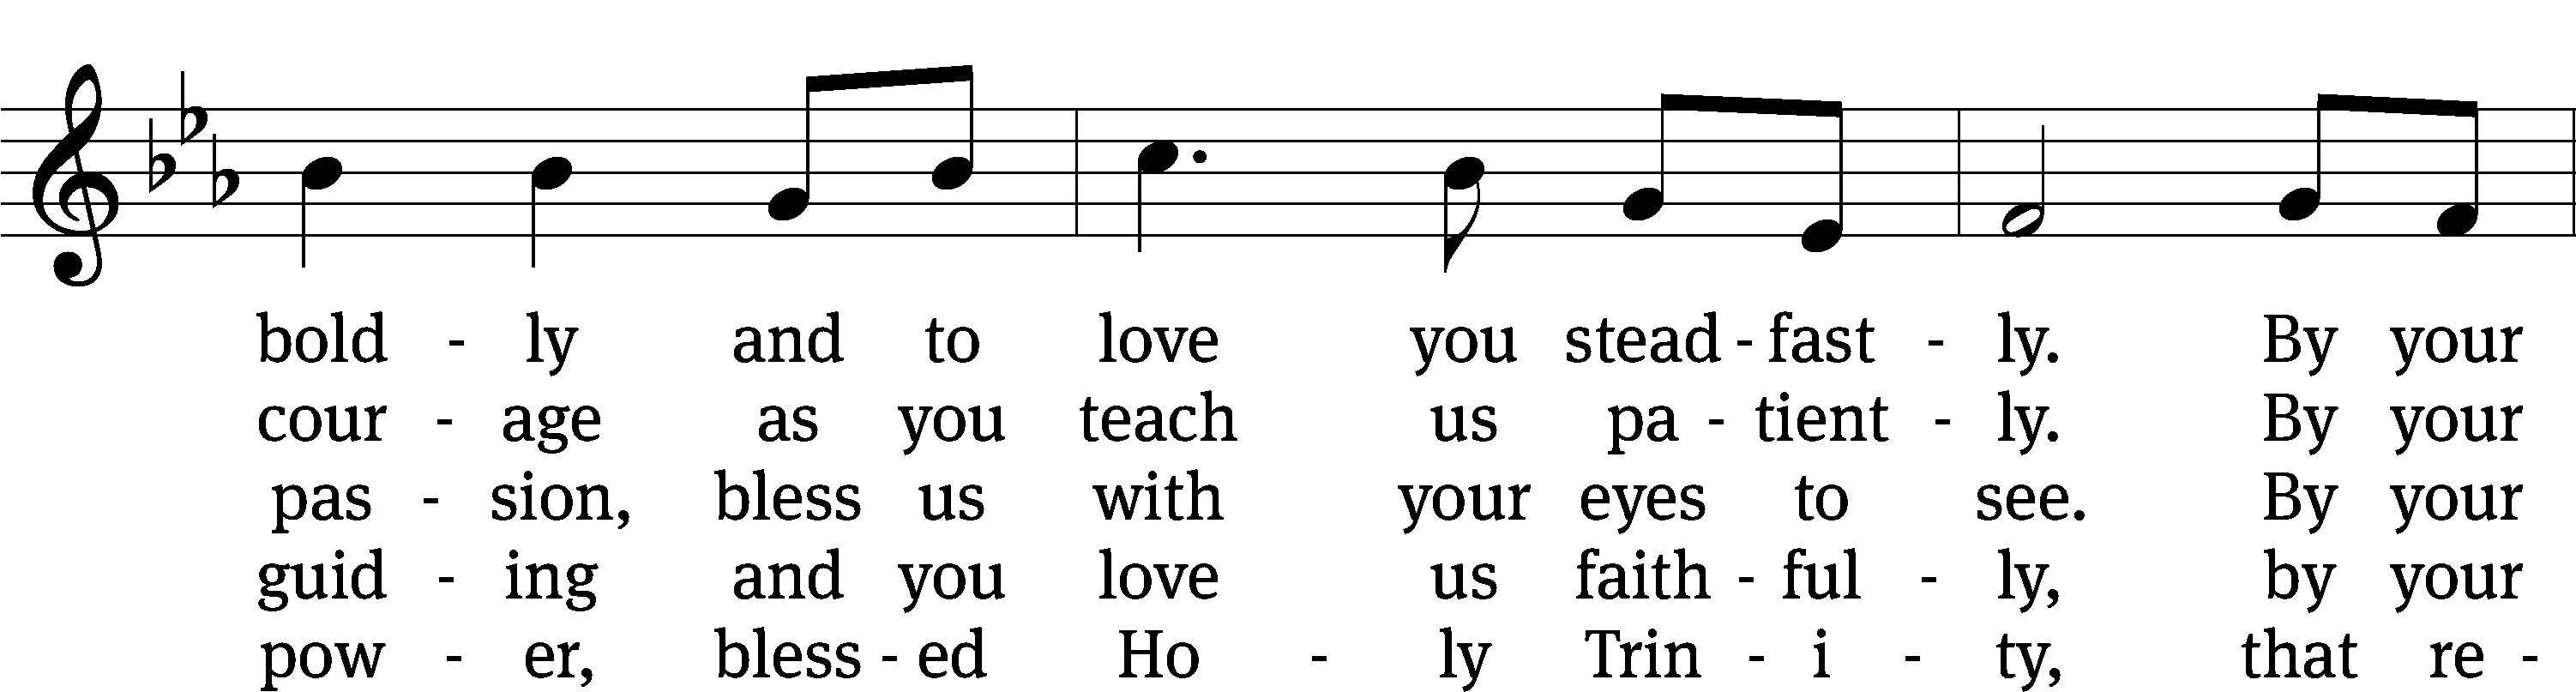 bold - ly and to love you stead - fast - ly. By your
cour - age as you teach us pa - tient - ly. By your
pas - sion, bless us with your eyes to see. By your
guid - ing and you love us faith - ful - ly, by your
pow - er, bless - ed Ho - ly Trin - i - ty, that re -